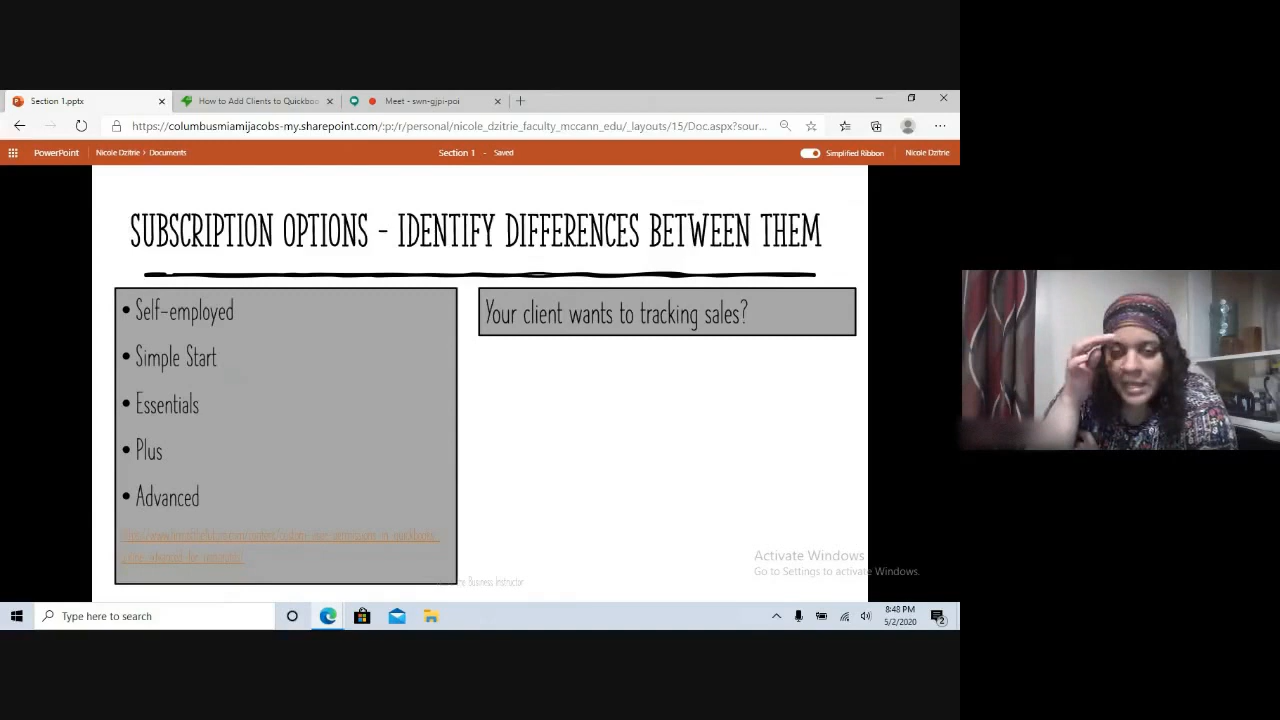 Section 1.pptx
How to Add Clients to Quickboo
Meet - swn-gjpi-poi
https://columbusmiamijacobs-my.sharepoint.com/:p:/r/personal/nicole_dzitrie_faculty_mccann_edu/_layouts/15/Doc.aspx?sour...
PowerPoint
Nicole Dzitrie > Documents
Section 1 - Saved
Simplified Ribbon
Nicole Dzitrie
SUBSCRIPTION OPTIONS - IDENTIFY DIFFERENCES BETWEEN THEM
• Self-employed
• Simple Start
• Essentials
• Plus
• Advanced
Your client wants to tracking sales?
Business Instructor
Activate Windows
Go to Settings to activate Windows.
Type here to search
8:48 PM
5/2/2020
2